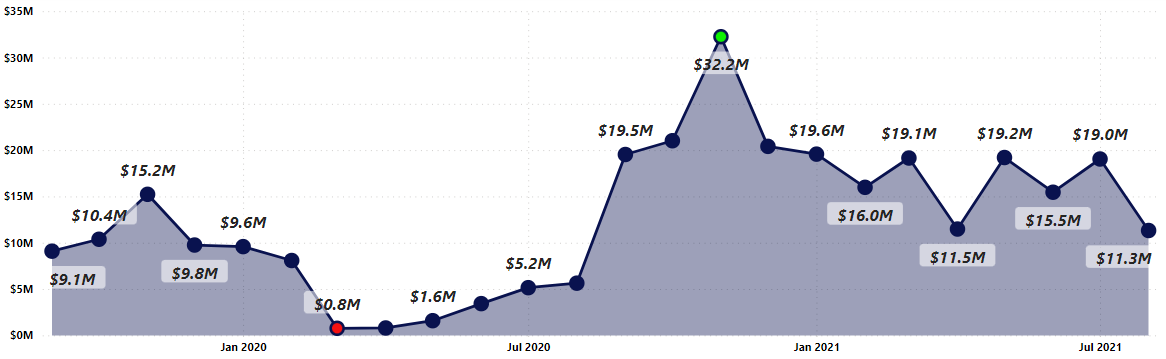 $35M
$30M
$25M
$20M
$15M
$10M
$5M
$0M
$9.1M
$10.4M
$15.2M
$9.8M
$9.6M
$0.8M
$1.6M
$5.2M
$19.5M
$32.2M
$19.6M
$16.0M
$19.1M
$11.5M
$19.2M
$15.5M
$19.0M
$11.3M
Jan 2020
Jul 2020
Jan 2021
Jul 2021